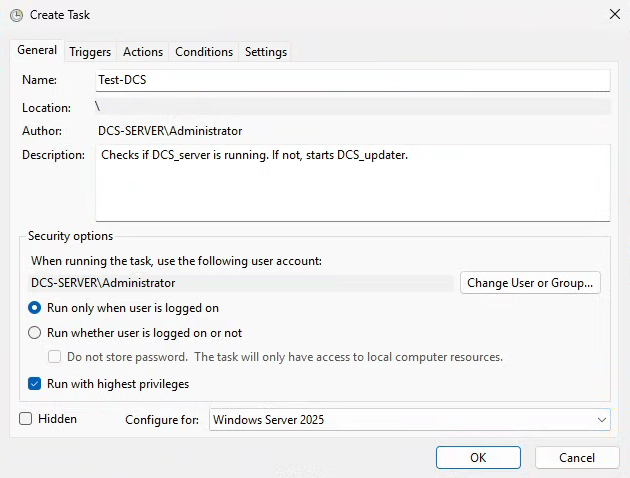 Create Task
General Triggers Actions Conditions Settings
Name: Test-DCS
Location: \
Author: DCS-SERVER\Administrator
Description: Checks if DCS_server is running. If not, starts DCS_updater.
Security options
When running the task, use the following user account:
DCS-SERVER\Administrator Change User or Group...
Run only when user is logged on
Run whether user is logged on or not
Do not store password. The task will only have access to local computer resources.
Run with highest privileges
Hidden Configure for: Windows Server 2025
OK Cancel